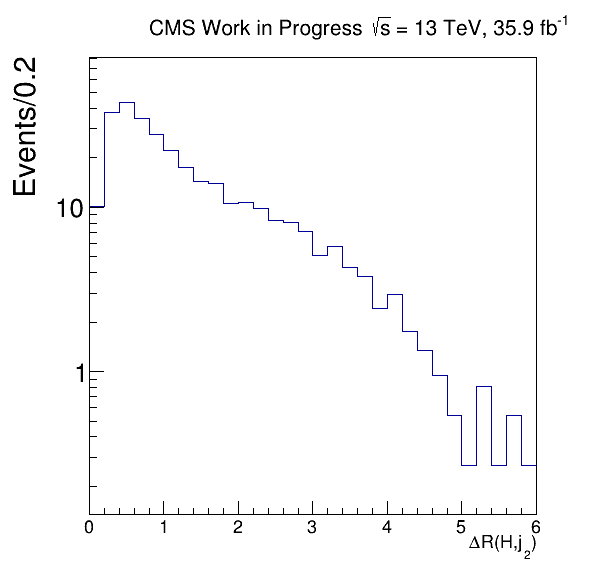 CMS Work in Progress √s = 13 TeV, 35.9 fb⁻¹
Events/0.2
10
1
0 1 2 3 4 5 6
ΔR(H,j₂)